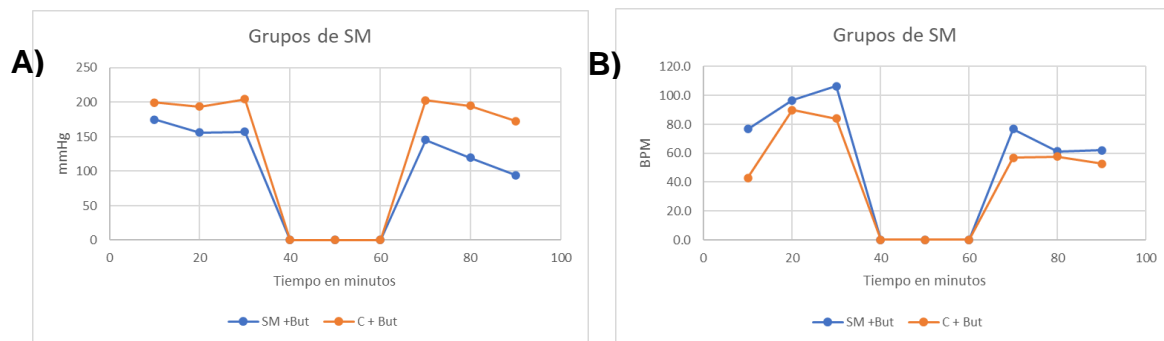 A)
Grupos de SM
mmHg
250
200
150
100
50
0
0 20 40 60 80 100
Tiempo en minutos
SM +But C + But
B)
Grupos de SM
BPM
120.0
100.0
80.0
60.0
40.0
20.0
0.0
0 20 40 60 80 100
Tiempo en minutos
SM +But C + But